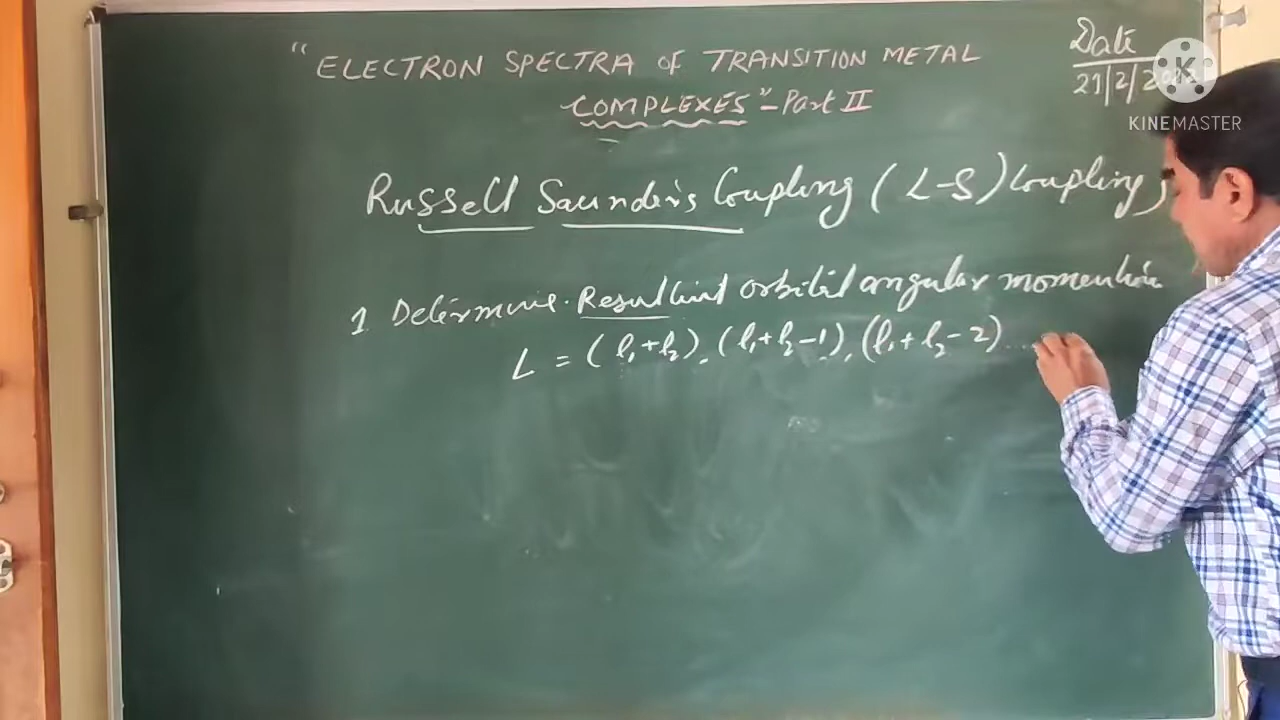 "ELECTRON SPECTRA OF TRANSITION METAL
COMPLEXES" - Part II
Date
21/2/2
K
KINEMASTER
Russell Saunder's Coupling (L-S) Coupling,
1 Determine Resultant orbital angular momentum
L = (l₁+l₂), (l₁+l₂-1), (l₁+l₂-2)....